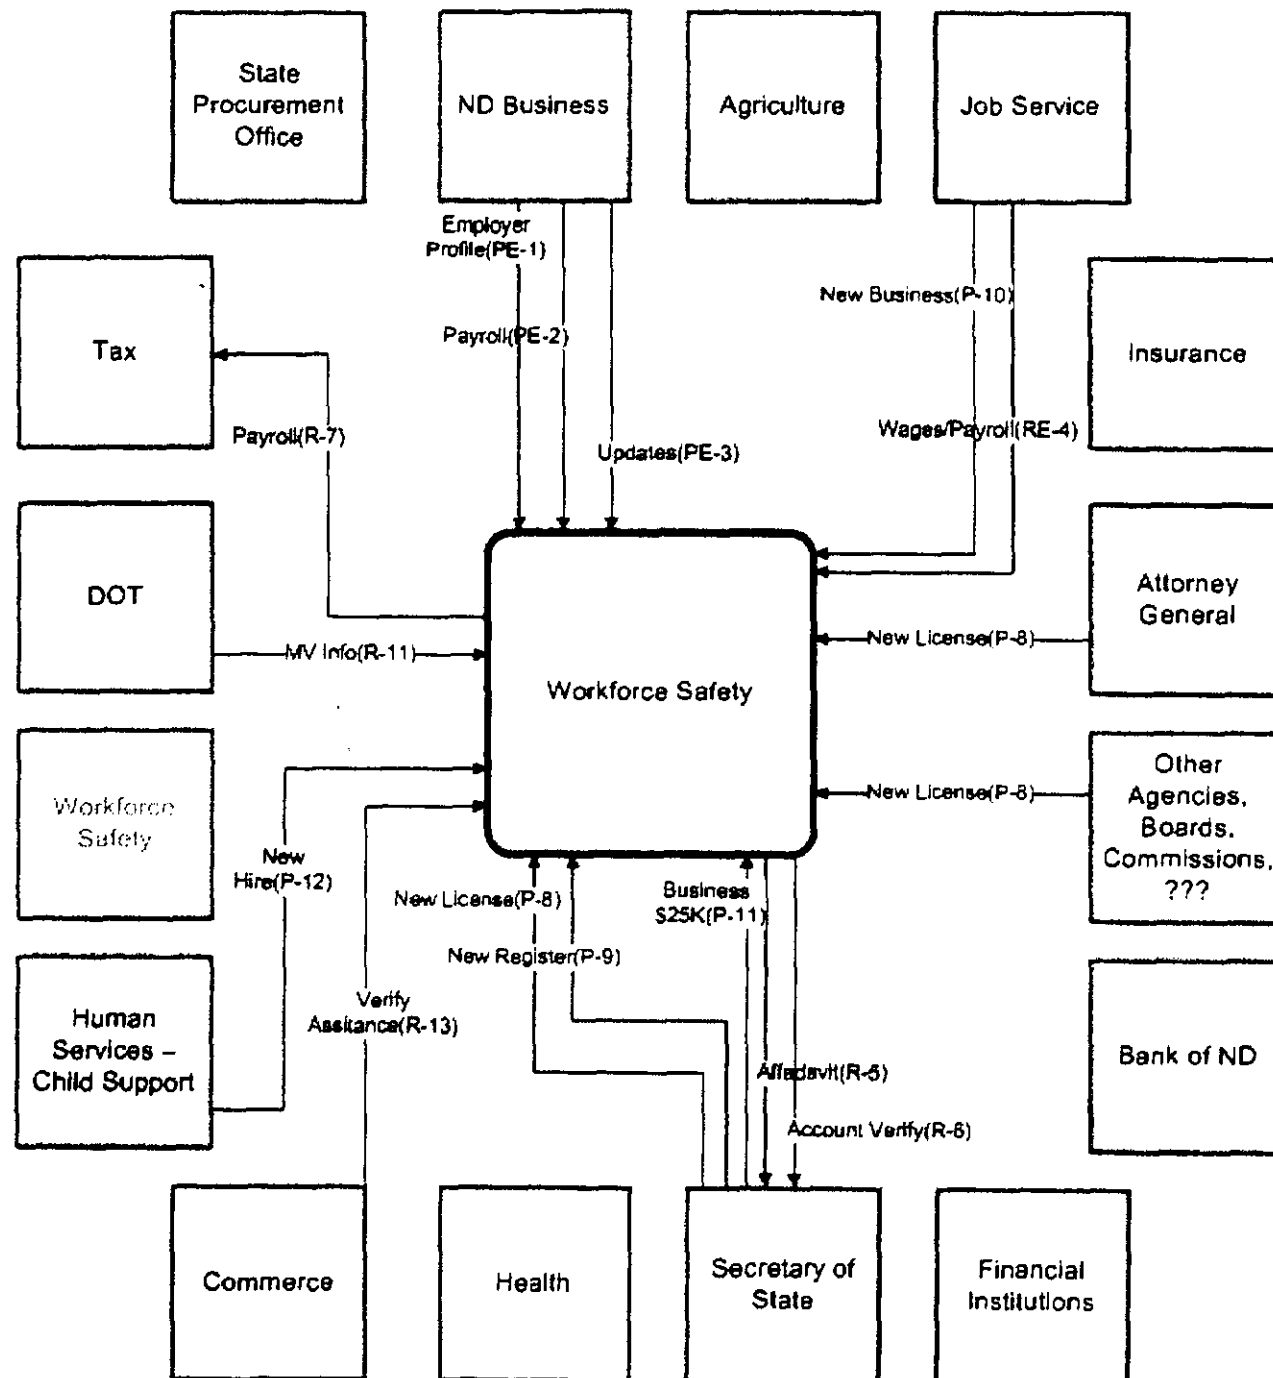 State
Procurement
Office
ND Business
Agriculture
Job Service
Employer
Profile(PE-1)
New Business(P-10)
Payroll(PE-2)
Tax
Insurance
Payroll(R-7)
Wages/Payroll(RE-4)
Updates(PE-3)
DOT
Attorney
General
New License(P-8)
MV Info(R-11)
Workforce Safety
Workforce
Safety
New License(P-8)
Other
Agencies,
Boards,
Commissions,
???
New
Hire(P-12)
New License(P-8)
Business
$25K(P-11)
New Register(P-9)
Verify
Assitance(R-13)
Human
Services –
Child Support
Affadavit(R-5)
Account Verify(R-6)
Bank of ND
Commerce
Health
Secretary of
State
Financial
Institutions